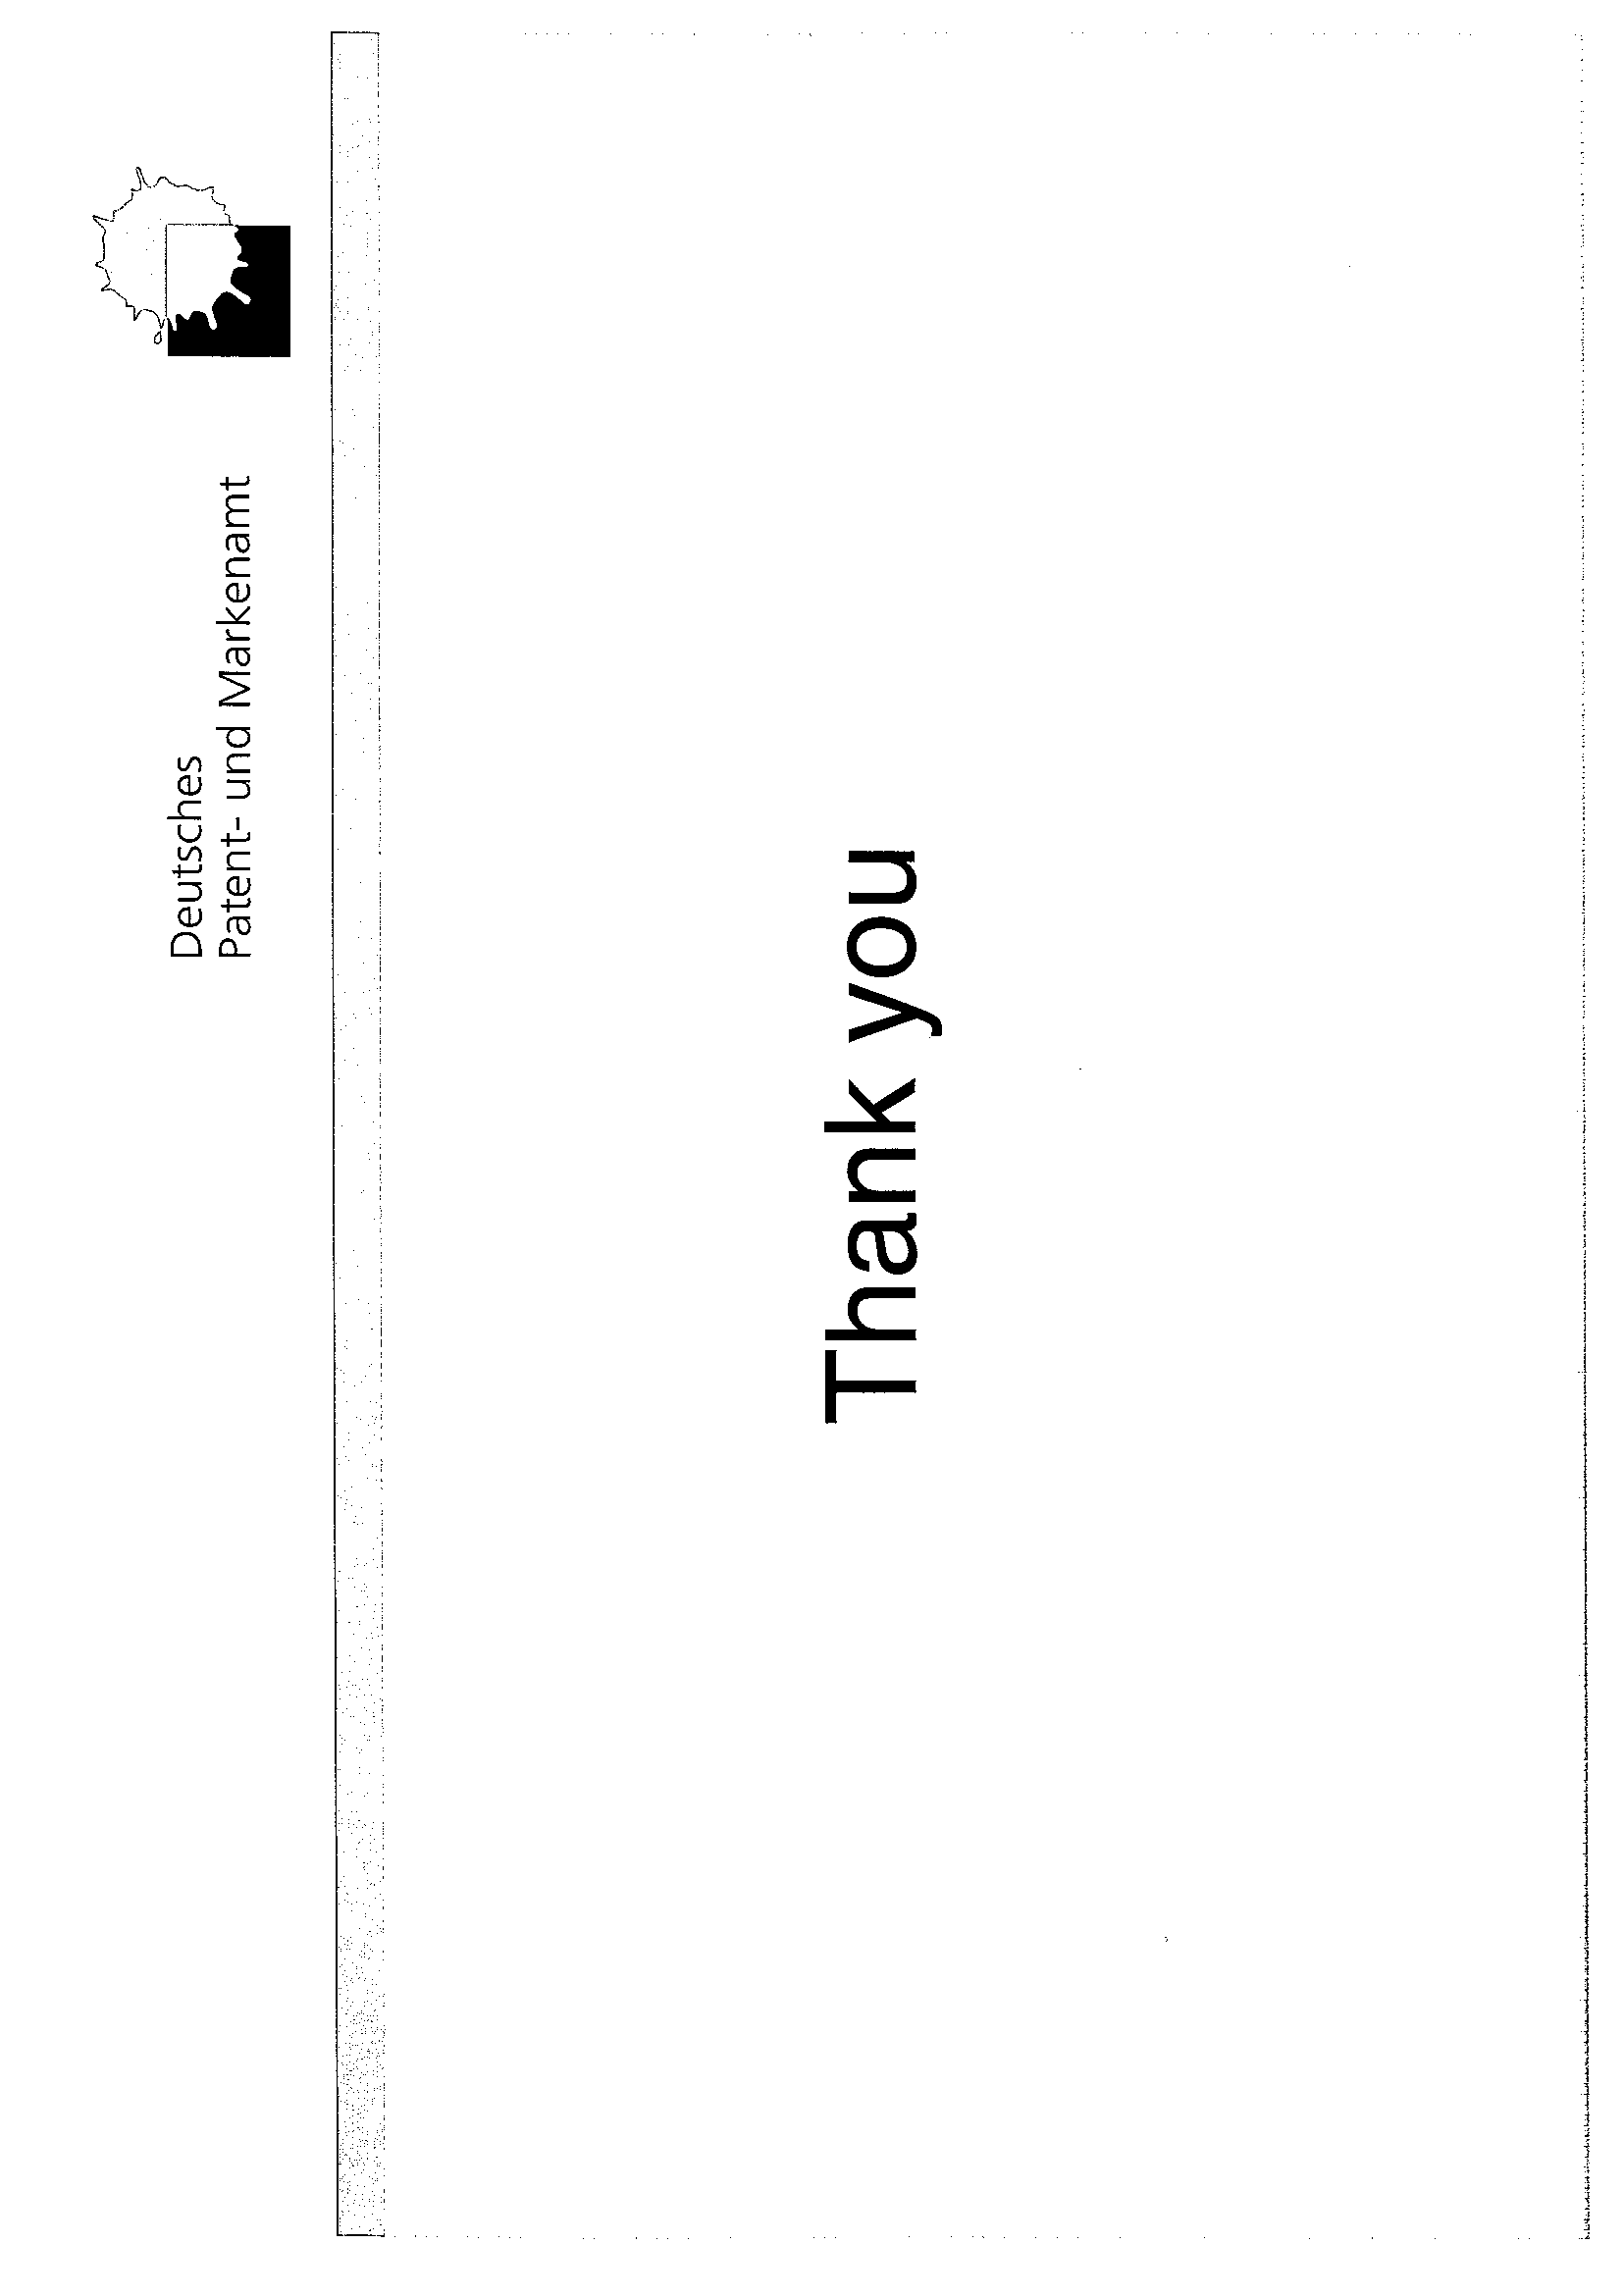 Deutsches
Patent- und Markenamt
Thank you